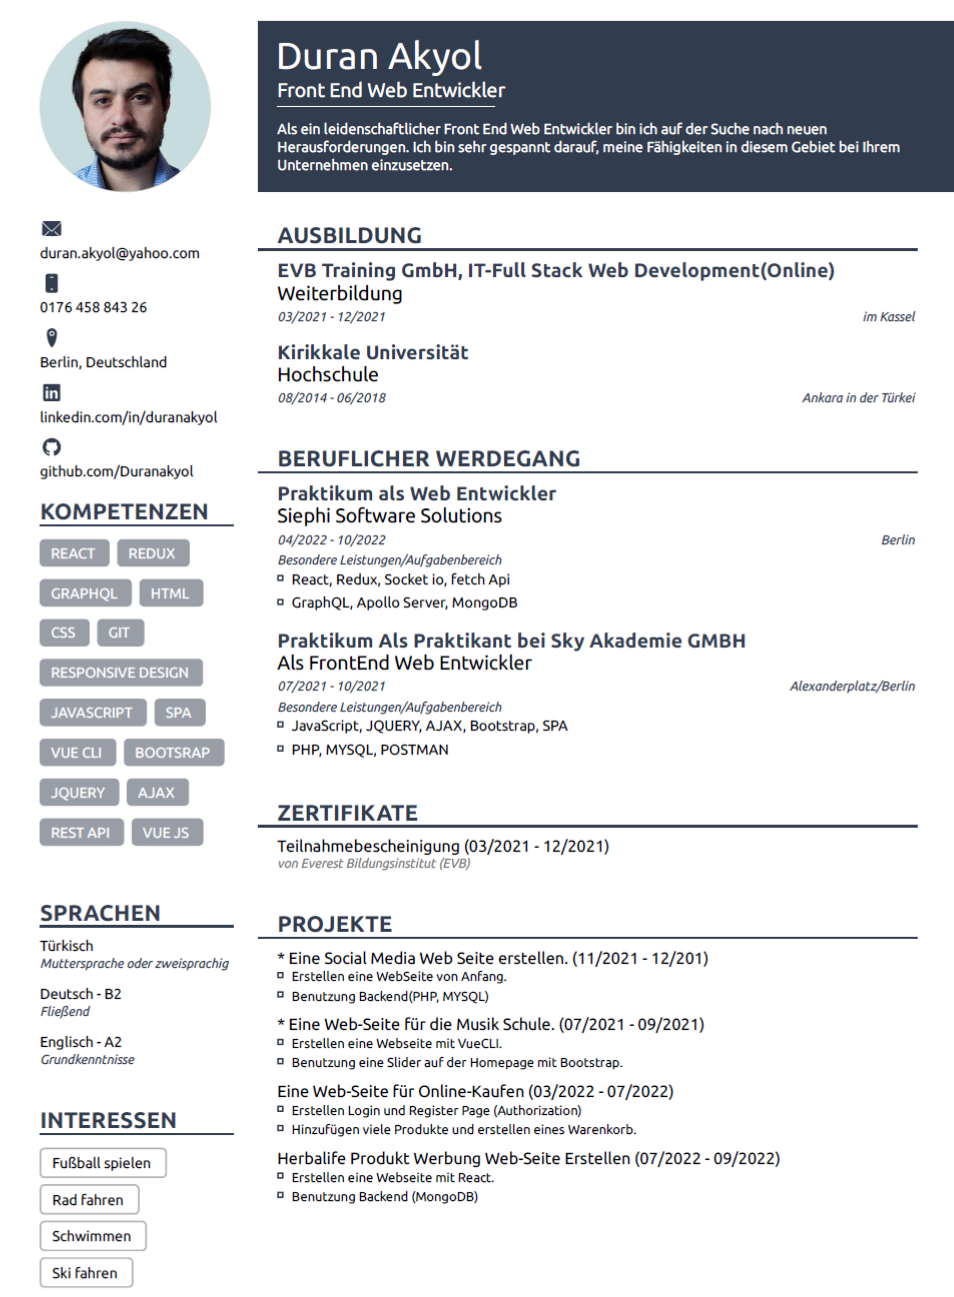 Duran Akyol
Front End Web Entwickler
Als ein leidenschaftlicher Front End Web Entwickler bin ich auf der Suche nach neuen
Herausforderungen. Ich bin sehr gespannt darauf, meine Fähigkeiten in diesem Gebiet bei Ihrem
Unternehmen einzusetzen.
duran.akyol@yahoo.com
0176 458 843 26
Berlin, Deutschland
linkedin.com/in/duranakyol
github.com/Duranakyol
KOMPETENZEN
REACT REDUX
GRAPHQL HTML
CSS GIT
RESPONSIVE DESIGN
JAVASCRIPT SPA
VUE CLI BOOTSRAP
JQUERY AJAX
REST API VUE JS
SPRACHEN
Türkisch
Muttersprache oder zweisprachig
Deutsch - B2
Fließend
Englisch - A2
Grundkenntnisse
INTERESSEN
Fußball spielen
Rad fahren
Schwimmen
Ski fahren
AUSBILDUNG
EVB Training GmbH, IT-Full Stack Web Development(Online)
Weiterbildung
03/2021 - 12/2021 im Kassel
Kirikkale Universität
Hochschule
08/2014 - 06/2018 Ankara in der Türkei
BERUFLICHER WERDEGANG
Praktikum als Web Entwickler
Siephi Software Solutions
04/2022 - 10/2022 Berlin
Besondere Leistungen/Aufgabenbereich
React, Redux, Socket io, fetch Api
GraphQL, Apollo Server, MongoDB
Praktikum Als Praktikant bei Sky Akademie GMBH
Als FrontEnd Web Entwickler
07/2021 - 10/2021 Alexanderplatz/Berlin
Besondere Leistungen/Aufgabenbereich
JavaScript, JQUERY, AJAX, Bootstrap, SPA
PHP, MYSQL, POSTMAN
ZERTIFIKATE
Teilnahmebescheinigung (03/2021 - 12/2021)
von Everest Bildungsinstitut (EVB)
PROJEKTE
* Eine Social Media Web Seite erstellen. (11/2021 - 12/201)
Erstellen eine WebSeite von Anfang.
Benutzung Backend(PHP, MYSQL)
* Eine Web-Seite für die Musik Schule. (07/2021 - 09/2021)
Erstellen eine Webseite mit VueCLI.
Benutzung eine Slider auf der Homepage mit Bootstrap.
Eine Web-Seite für Online-Kaufen (03/2022 - 07/2022)
Erstellen Login und Register Page (Authorization)
Hinzufügen viele Produkte und erstellen eines Warenkorb.
Herbalife Produkt Werbung Web-Seite Erstellen (07/2022 - 09/2022)
Erstellen eine Webseite mit React.
Benutzung Backend (MongoDB)